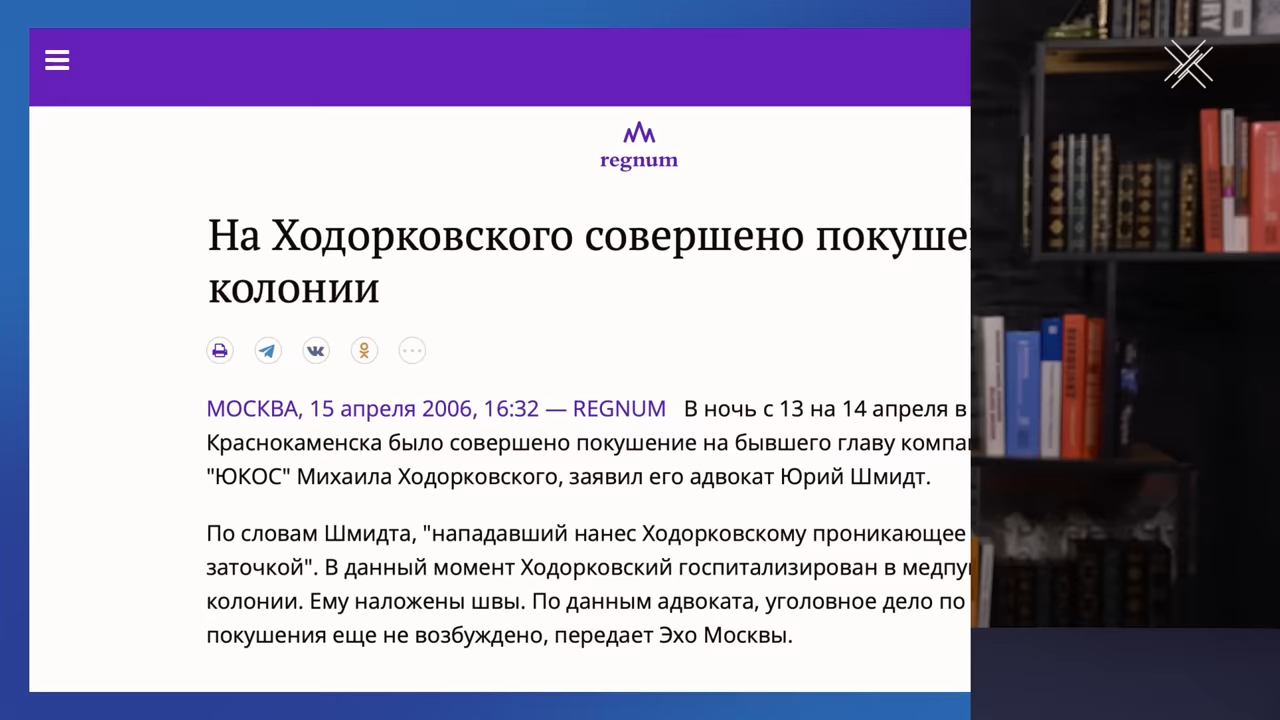 regnum
На Ходорковского совершено
колонии
МОСКВА, 15 апреля 2006, 16:32 — REGNUM В ночь с 13 на 14 апреля в
Краснокаменска было совершено покушение на бывшего главу
"ЮКОС" Михаила Ходорковского, заявил его адвокат Юрий Шмидт.
По словам Шмидта, "нападавший нанес Ходорковскому проникающее
заточкой". В данный момент Ходорковский госпитализирован в
колонии. Ему наложены швы. По данным адвоката, уголовное дело по
покушения еще не возбуждено, передает Эхо Москвы.